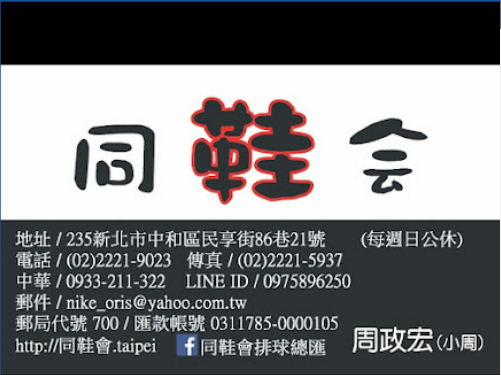 同鞋会
地址 / 235新北市中和區民享街86巷21號 (每週日公休)
電話 / (02)2221-9023 傳真 / (02)2221-5937
中華 / 0933-211-322 LINE ID / 0975896250
郵件 / nike_oris@yahoo.com.tw
郵局代號 700 / 匯款帳號 0311785-0000105
http://同鞋會.taipei f同鞋會排球總匯 周政宏(小周)